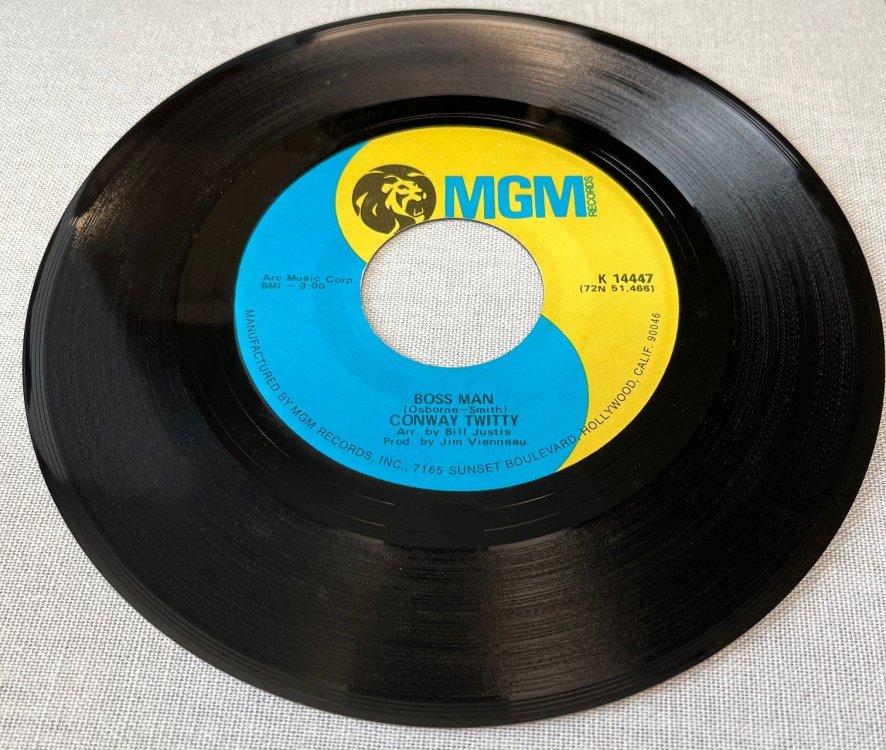 MGM
RECORDS
Arc Music Corp.
BMI - 3:00
K 14447
(72N 51,466)
BOSS MAN
(Osborne-Smith)
CONWAY TWITTY
Arr. by Bill Justis
Prod. by Jim Vienneau
MANUFACTURED BY MGM RECORDS, INC., 7165 SUNSET BOULEVARD, HOLLYWOOD, CALIF. 90046